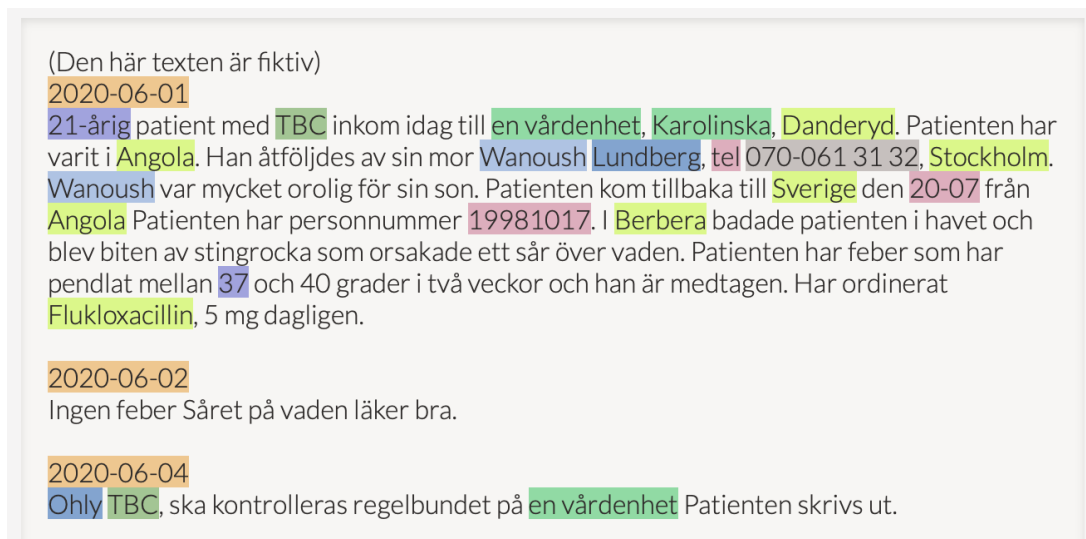 (Den här texten är fiktiv)
2020-06-01
21-årig patient med TBC inkom idag till en vårdenhet, Karolinska, Danderyd. Patienten har
varit i Angola. Han åtföljdes av sin mor Wanoush Lundberg, tel 070-061 31 32, Stockholm.
Wanoush var mycket orolig för sin son. Patienten kom tillbaka till Sverige den 20-07 från
Angola Patienten har personnummer 19981017. I Berbera badade patienten i havet och
blev biten av stingrocka som orsakade ett sår över vaden. Patienten har feber som har
pendlat mellan 37 och 40 grader i två veckor och han är medtagen. Har ordinerat
Flukloxacillin, 5 mg dagligen.
2020-06-02
Ingen feber Såret på vaden läker bra.
2020-06-04
Ohly TBC, ska kontrolleras regelbundet på en vårdenhet Patienten skrivs ut.